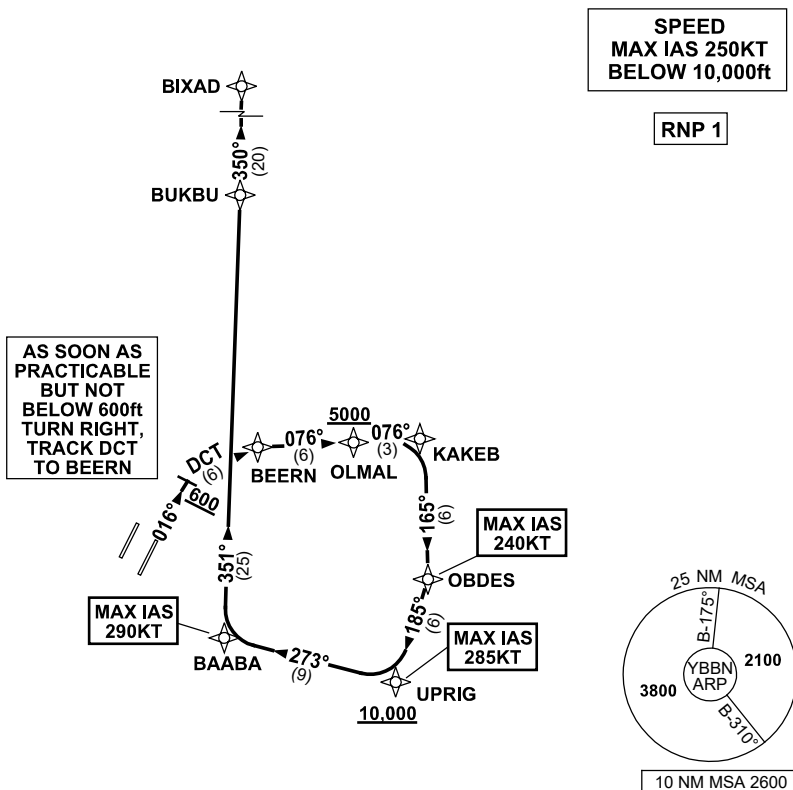 SPEED
MAX IAS 250KT
BELOW 10,000ft
RNP 1
BIXAD
350°
(20)
BUKBU
AS SOON AS
PRACTICABLE
BUT NOT
BELOW 600ft
TURN RIGHT,
TRACK DCT
TO BEERN
016°
600
DCT
(6)
BEERN
076°
(6)
5000
OLMAL
076°
(3)
KAKEB
165°
(6)
MAX IAS
240KT
OBDES
185°
(6)
MAX IAS
285KT
UPRIG
10,000
273°
(9)
MAX IAS
290KT
BAABA
351°
(25)
25 NM MSA
B-175°
YBBN
ARP
2100
3800
B-310°
10 NM MSA 2600